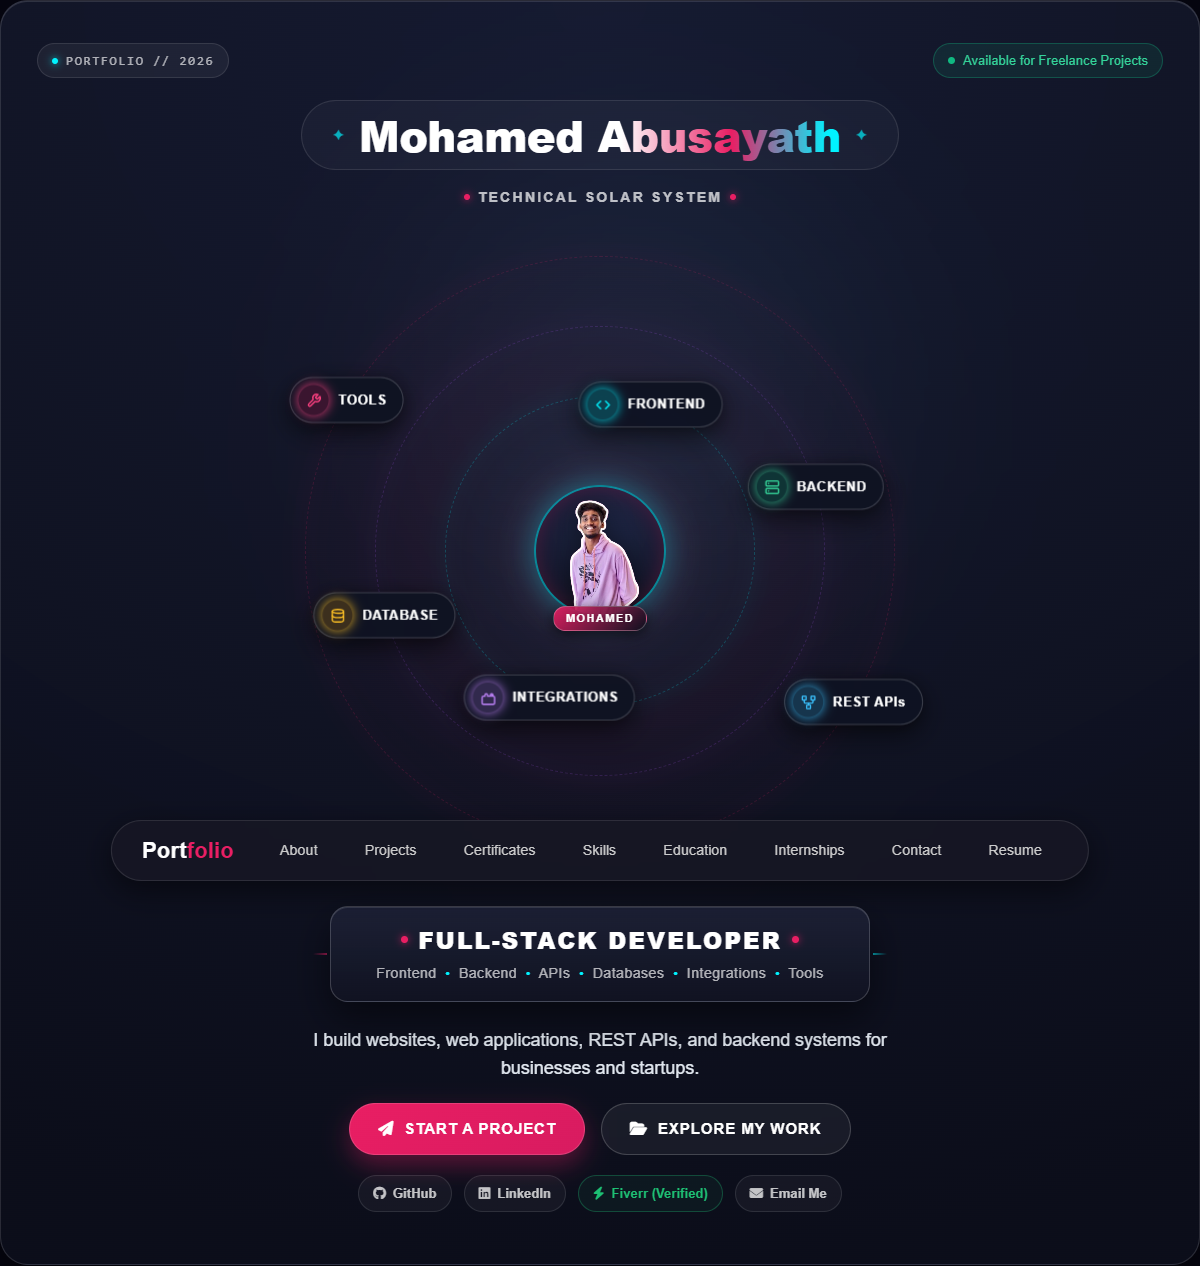 PORTFOLIO // 2026
Available for Freelance Projects
Mohamed Abusayath
TECHNICAL SOLAR SYSTEM
TOOLS
FRONTEND
BACKEND
MOHAMED
DATABASE
INTEGRATIONS
REST APIs
Portfolio About Projects Certificates Skills Education Internships Contact Resume
FULL-STACK DEVELOPER
Frontend • Backend • APIs • Databases • Integrations • Tools
I build websites, web applications, REST APIs, and backend systems for
businesses and startups.
START A PROJECT EXPLORE MY WORK
GitHub LinkedIn Fiverr (Verified) Email Me